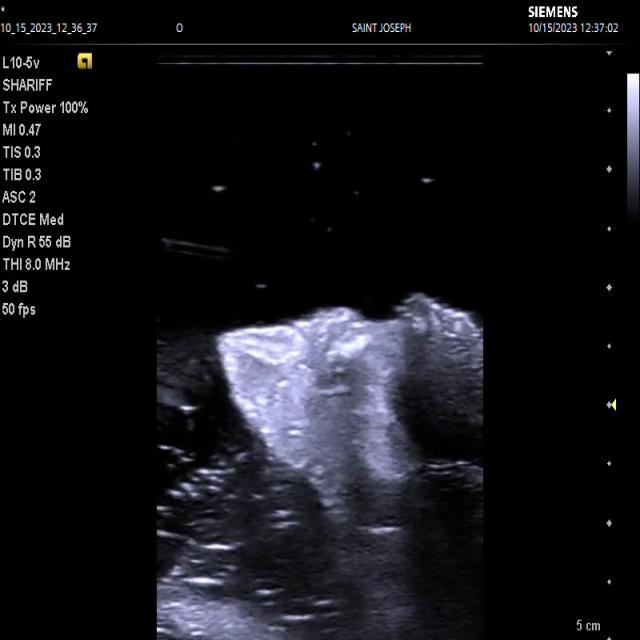 *
SIEMENS
10_15_2023_12_36_37
O
SAINT JOSEPH
10/15/2023 12:37:02
L10-5v
SHARIFF
Tx Power 100%
MI 0.47
TIS 0.3
TIB 0.3
ASC 2
DTCE Med
Dyn R 55 dB
THI 8.0 MHz
3 dB
50 fps
5 cm